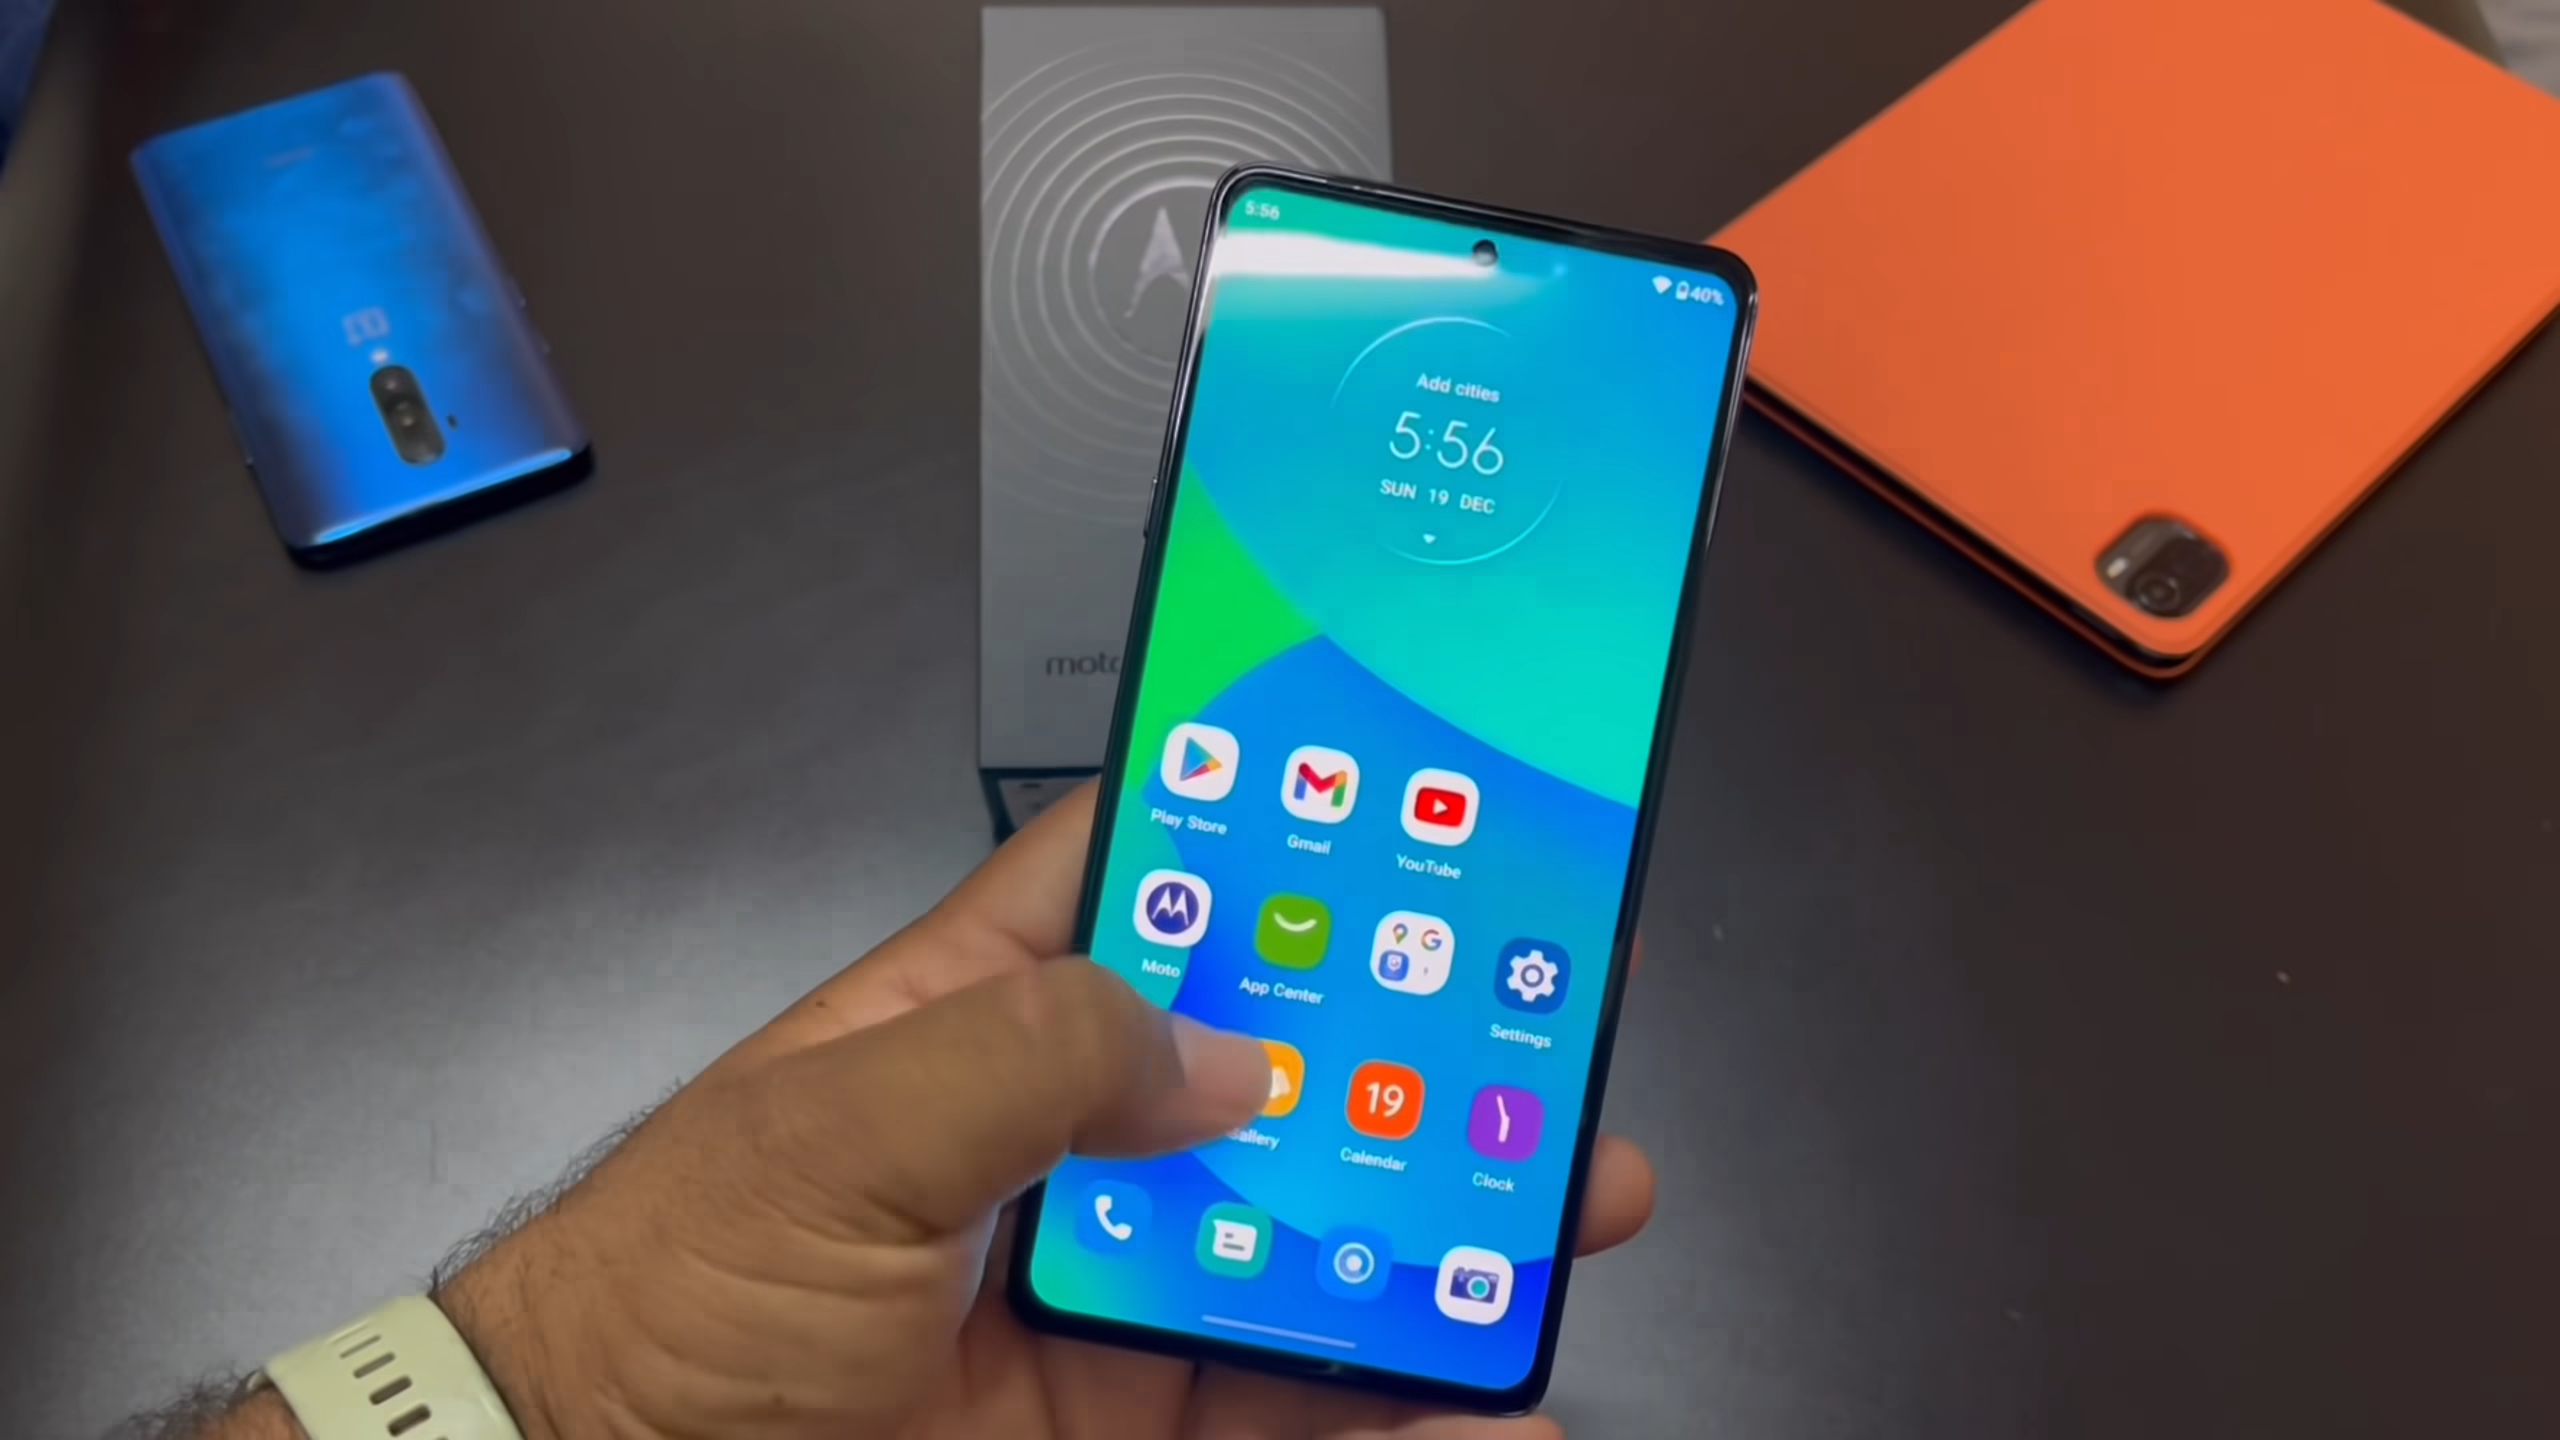 5:56
40%
Add cities
5:56
SUN 19 DEC
moto
Play Store
Gmail
YouTube
Moto
App Center
Settings
19
Gallery
Calendar
Clock